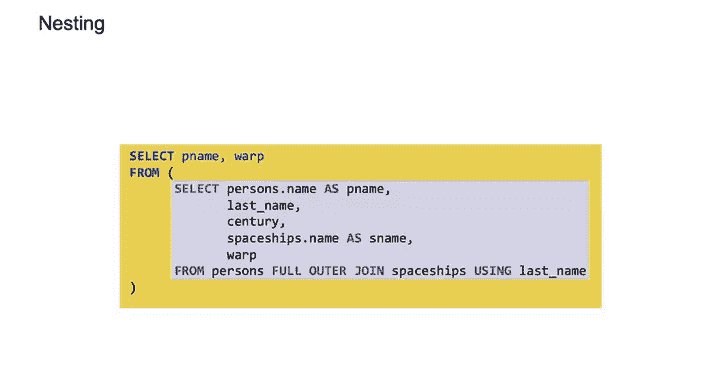 Nesting
SELECT pname, warp
FROM (
SELECT persons.name AS pname,
last_name,
century,
spaceships.name AS sname,
warp
FROM persons FULL OUTER JOIN spaceships USING last_name
)